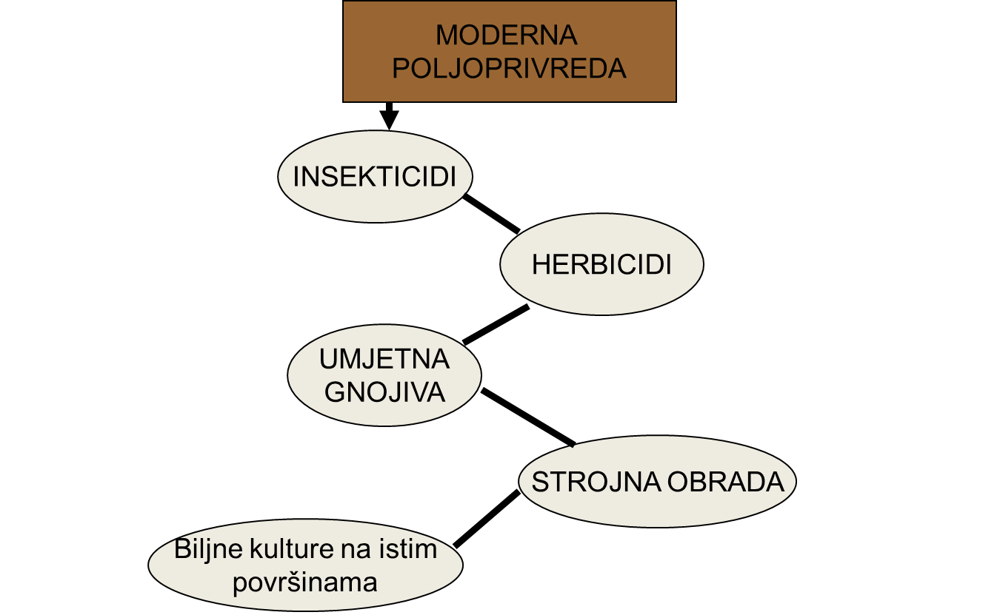 MODERNA
POLJOPRIVREDA
INSEKTICIDI
HERBICIDI
UMJETNA
GNOJIVA
STROJNA OBRADA
Biljne kulture na istim
površinama